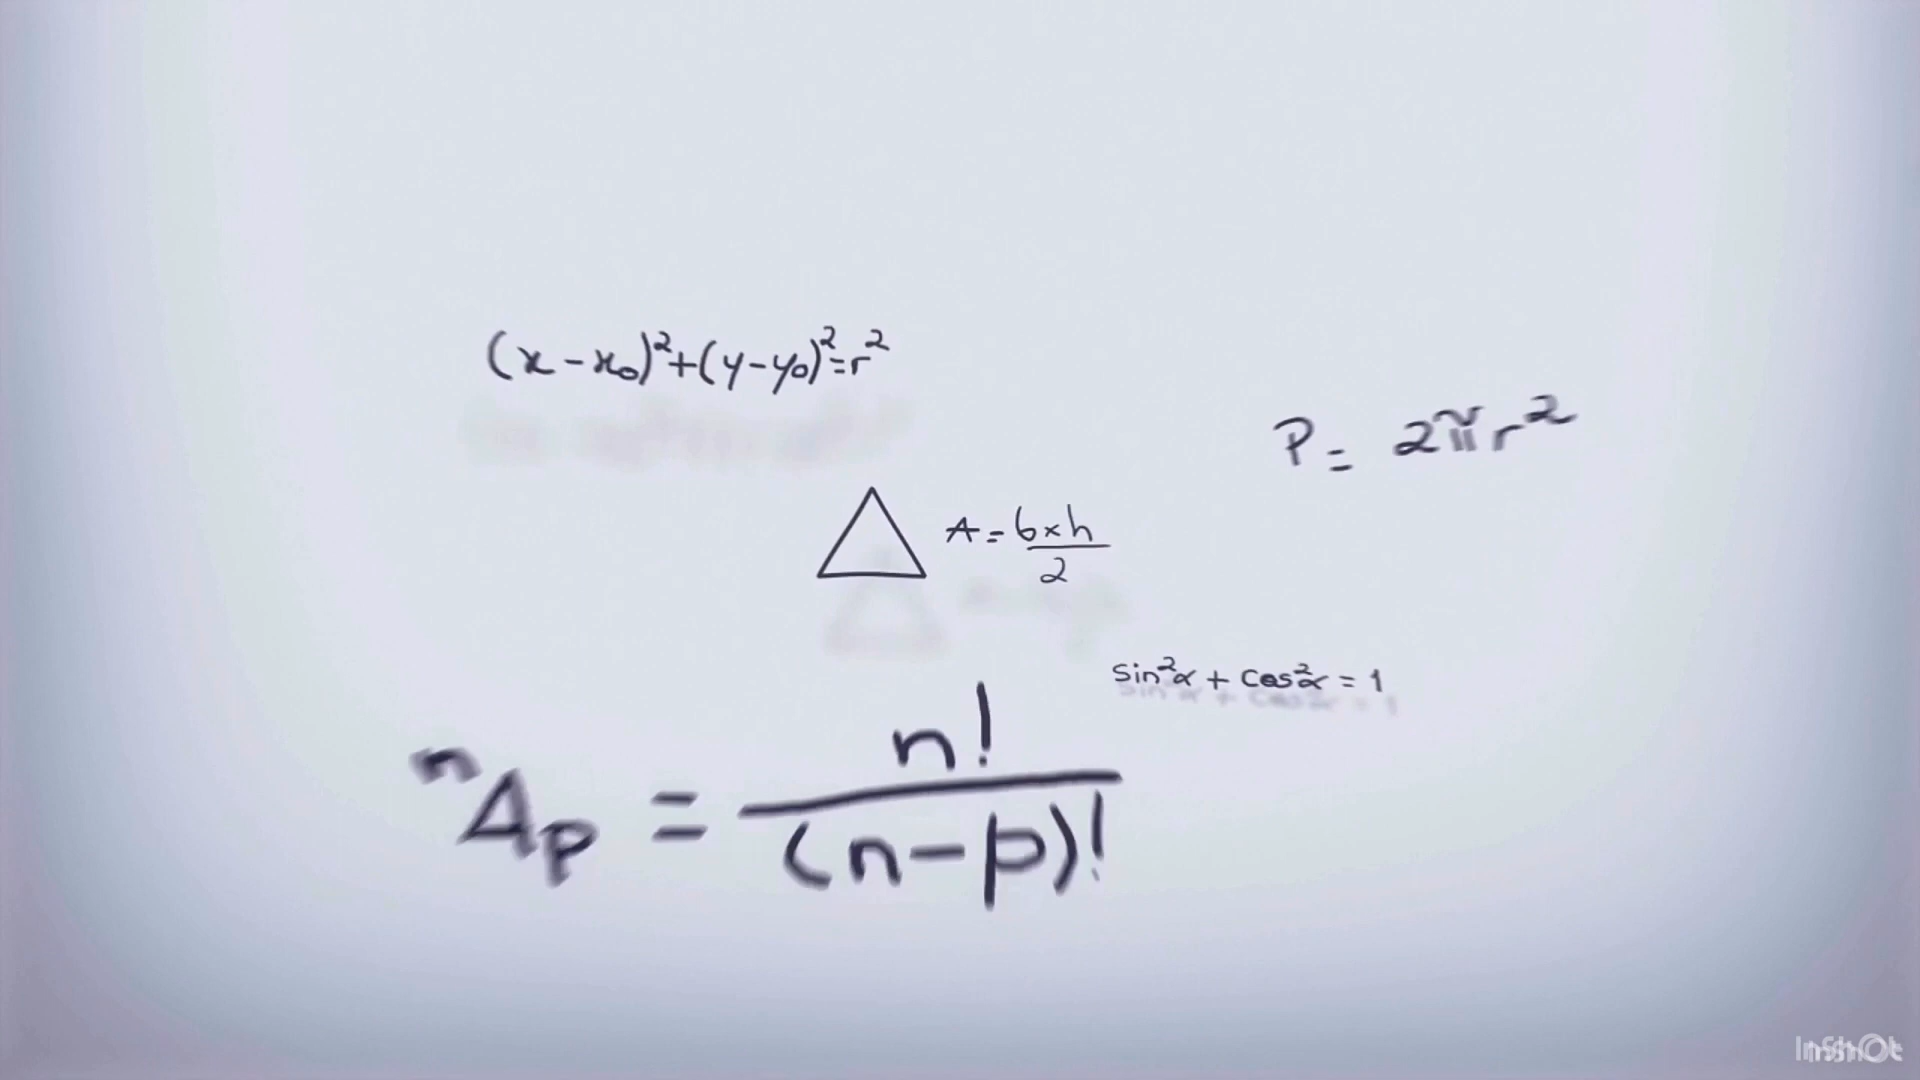 (x-x₀)²+(y-y₀)²=r²
P= 2πr²
A=b×h/2
sin²α + cos²α = 1
ⁿAₚ = n!/(n-p)!
InShOt